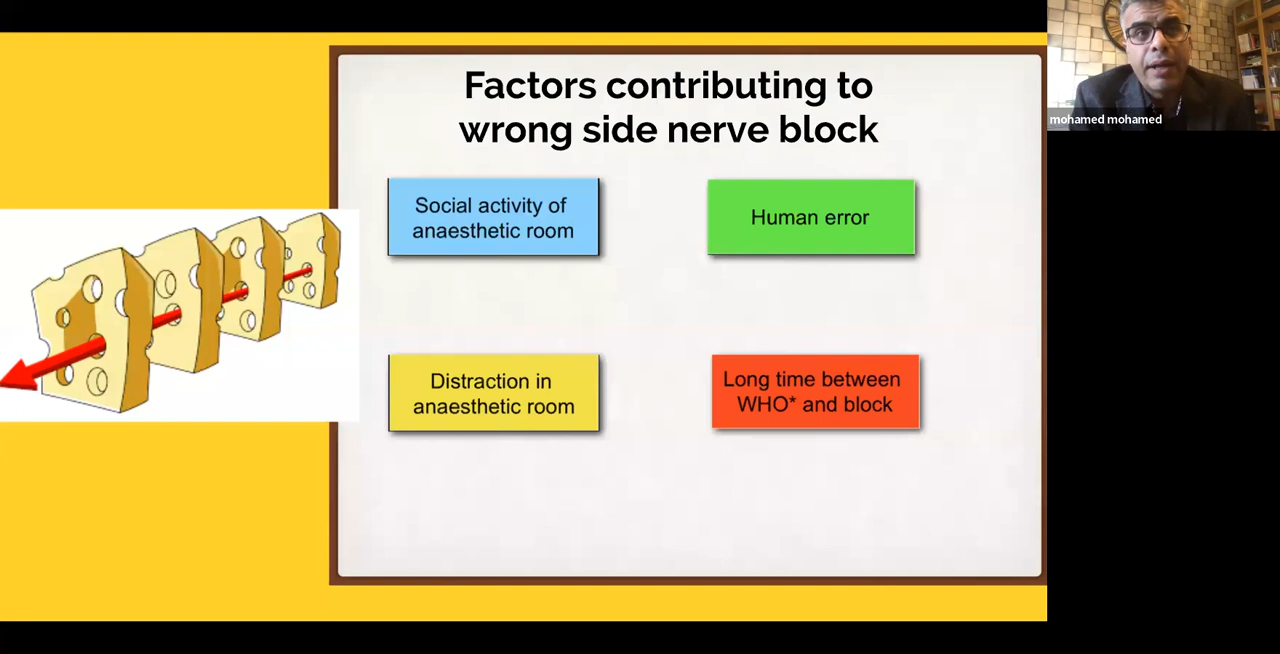 Factors contributing to
wrong side nerve block
Social activity of
anaesthetic room
Human error
Distraction in
anaesthetic room
Long time between
WHO* and block
mohamed mohamed